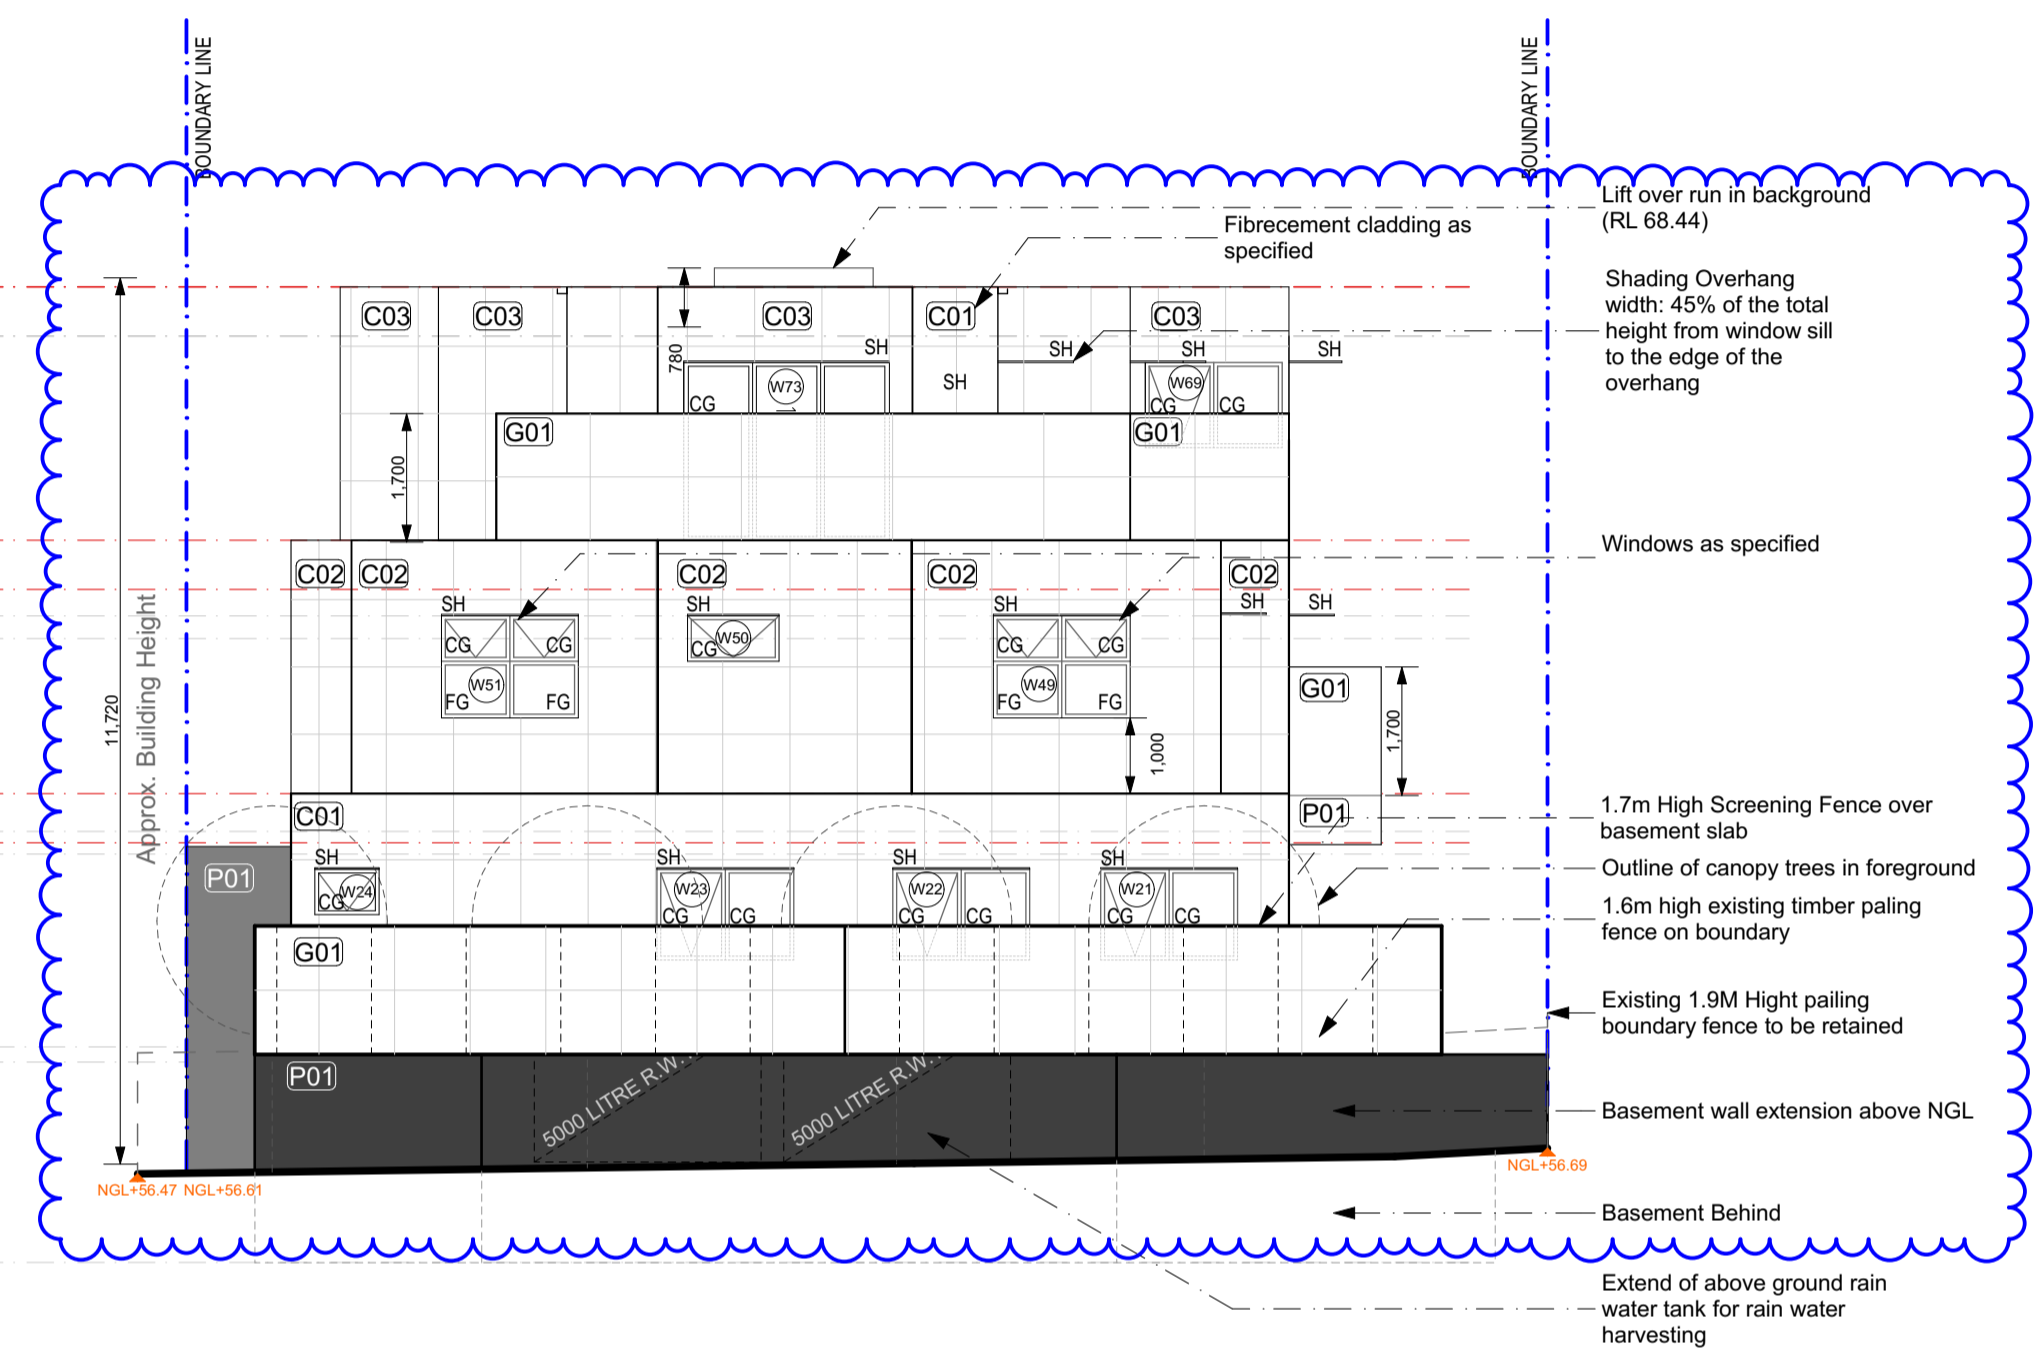 BOUNDARY LINE
BOUNDARY LINE
Lift over run in background
(RL 68.44)
Fibrecement cladding as
specified
Shading Overhang
width: 45% of the total
height from window sill
to the edge of the
overhang
C03
C03
C03
C01
C03
SH
SH
SH
SH
SH
780
CG
W73
W69
CG
CG
G01
G01
1,700
Windows as specified
C02
C02
C02
C02
C02
SH
SH
SH
SH
SH
CG
CG
CG
W50
CG
CG
FG
W51
FG
FG
W49
FG
G01
1,700
1,000
11,720
Approx. Building Height
C01
P01
1.7m High Screening Fence over
basement slab
SH
SH
SH
SH
P01
CG
W24
W23
CG
CG
W22
CG
CG
W21
CG
CG
Outline of canopy trees in foreground
1.6m high existing timber paling
fence on boundary
G01
Existing 1.9M Hight pailing
boundary fence to be retained
P01
5000 LITRE R.W.
5000 LITRE R.W.
Basement wall extension above NGL
NGL+56.47
NGL+56.61
NGL+56.69
Basement Behind
Extend of above ground rain
water tank for rain water
harvesting